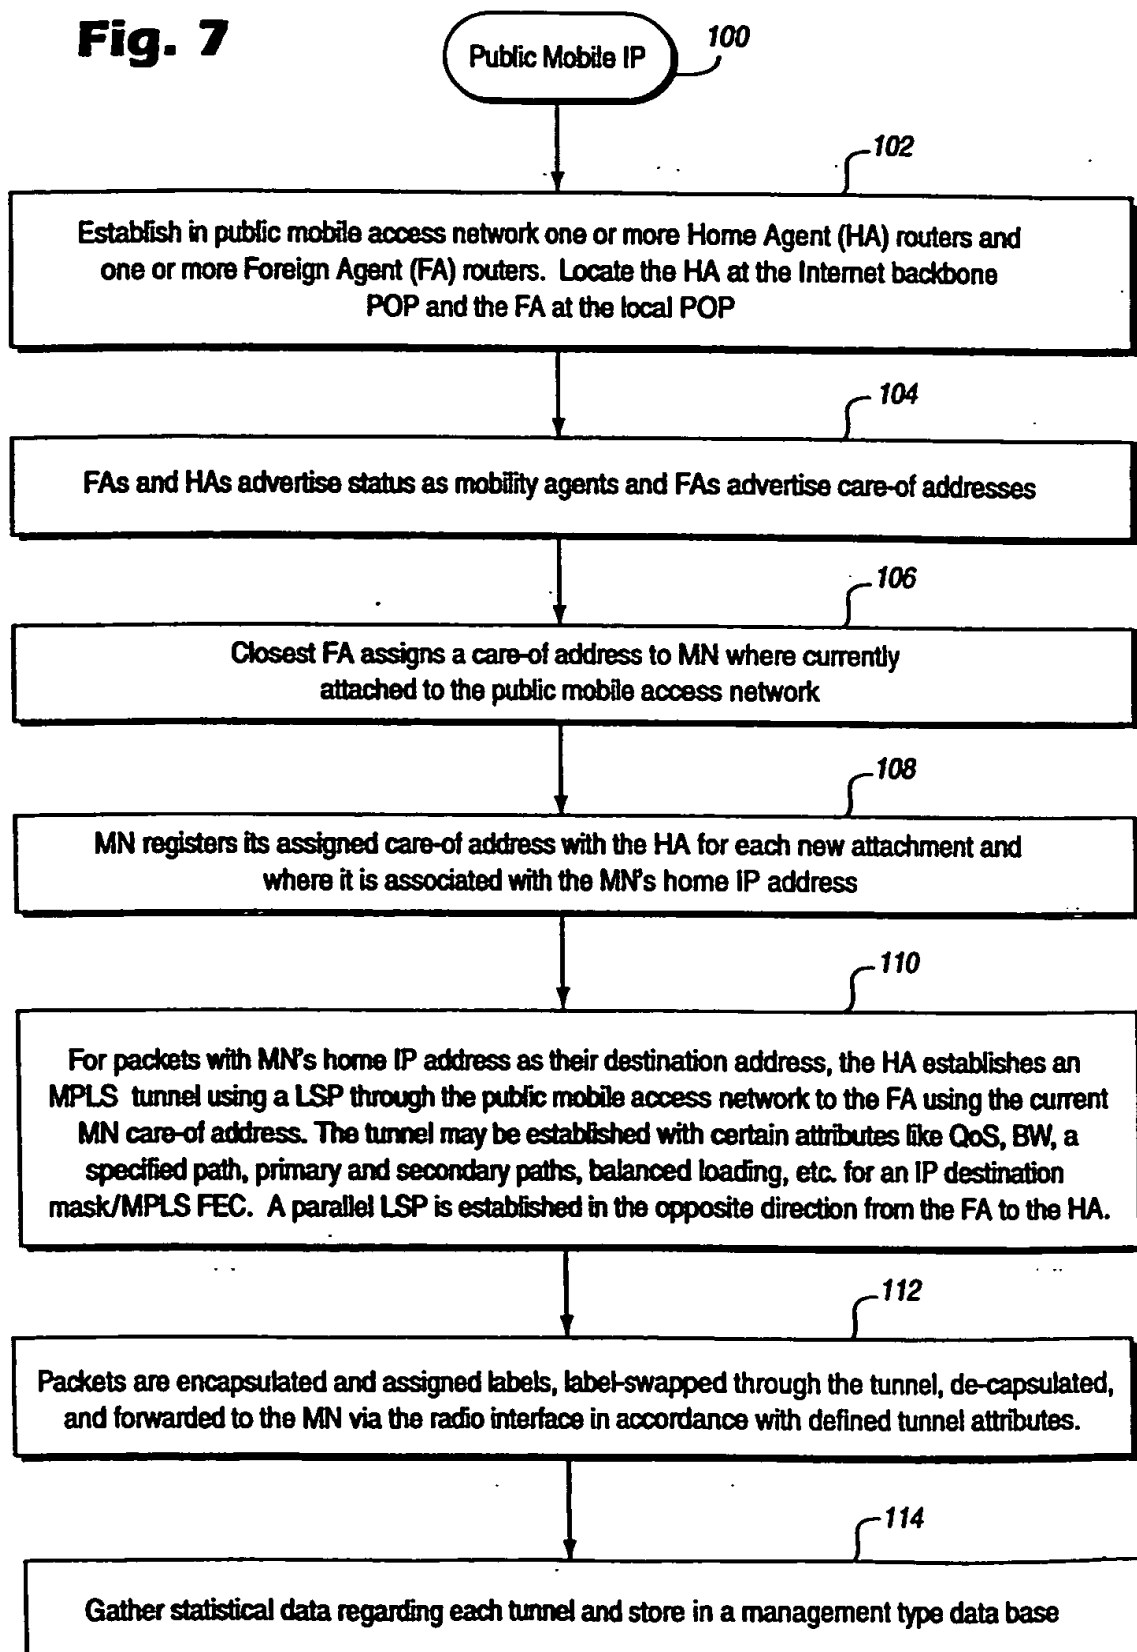 Fig. 7
Public Mobile IP
100
102
Establish in public mobile access network one or more Home Agent (HA) routers and
one or more Foreign Agent (FA) routers. Locate the HA at the Internet backbone
POP and the FA at the local POP
104
FAs and HAs advertise status as mobility agents and FAs advertise care-of addresses
106
Closest FA assigns a care-of address to MN where currently
attached to the public mobile access network
108
MN registers its assigned care-of address with the HA for each new attachment and
where it is associated with the MN's home IP address
110
For packets with MN's home IP address as their destination address, the HA establishes an
MPLS tunnel using a LSP through the public mobile access network to the FA using the current
MN care-of address. The tunnel may be established with certain attributes like QoS, BW, a
specified path, primary and secondary paths, balanced loading, etc. for an IP destination
mask/MPLS FEC. A parallel LSP is established in the opposite direction from the FA to the HA.
112
Packets are encapsulated and assigned labels, label-swapped through the tunnel, de-capsulated,
and forwarded to the MN via the radio interface in accordance with defined tunnel attributes.
114
Gather statistical data regarding each tunnel and store in a management type data base